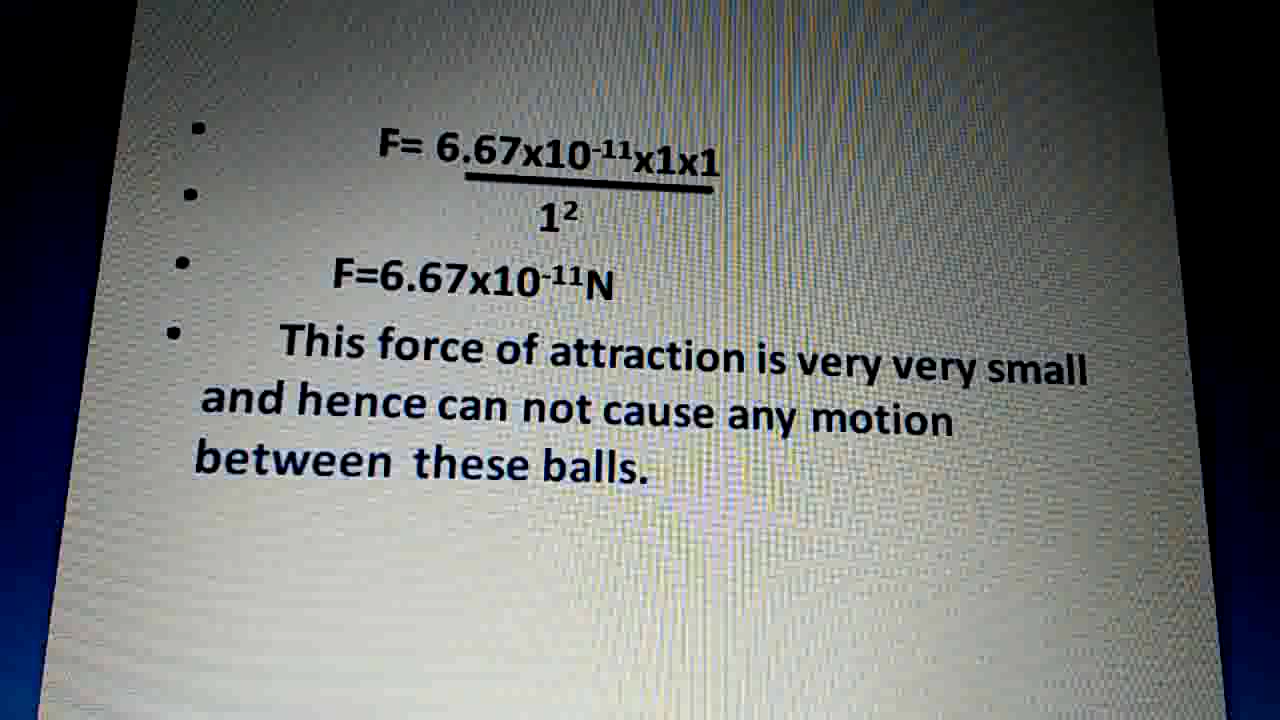 • F= 6.67x10⁻¹¹x1x1
• 1²
• F=6.67x10⁻¹¹N
• This force of attraction is very very small
and hence can not cause any motion
between these balls.